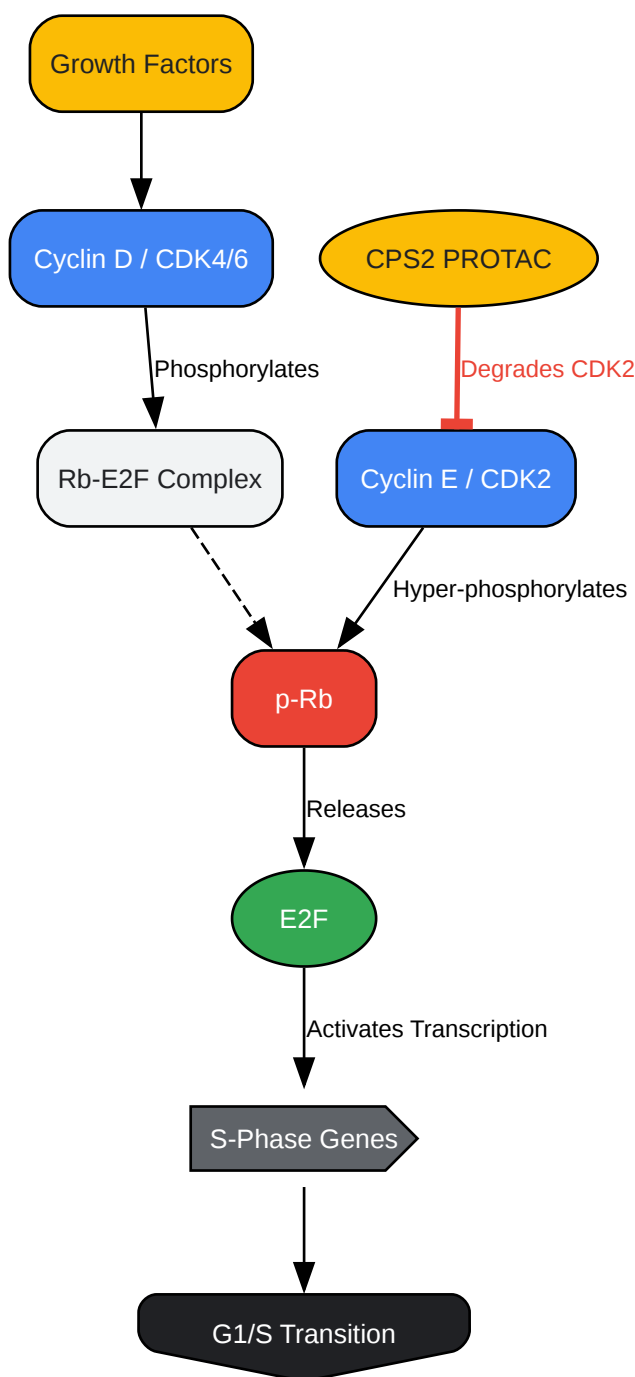 Growth Factors
Cyclin D / CDK4/6
CPS2 PROTAC
Phosphorylates
Degrades CDK2
Rb-E2F Complex
Cyclin E / CDK2
Hyper-phosphorylates
p-Rb
Releases
E2F
Activates Transcription
S-Phase Genes
G1/S Transition